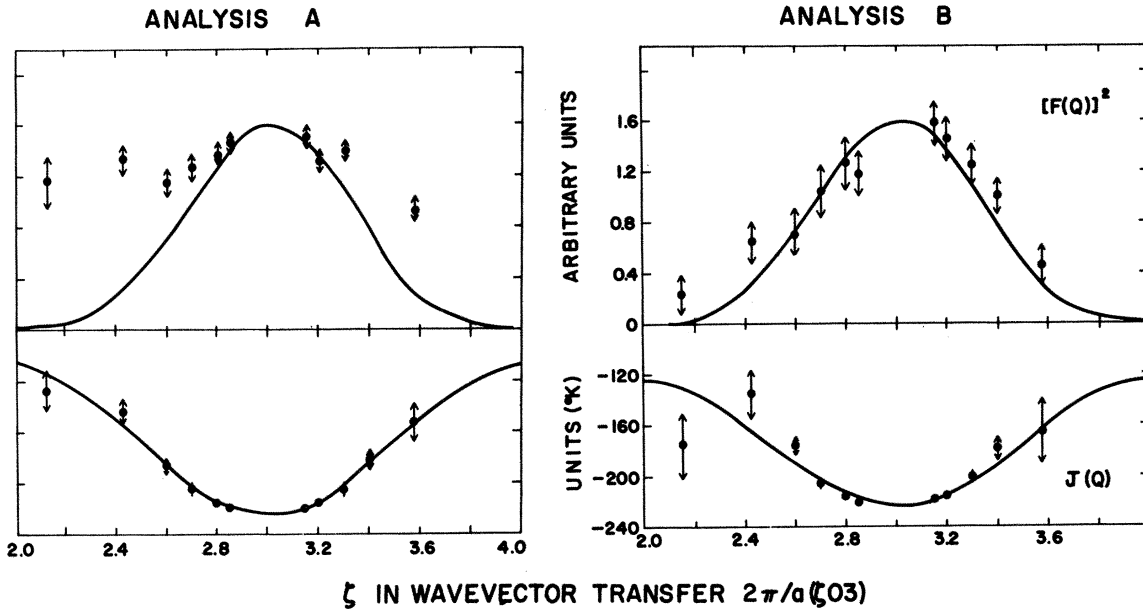 ANALYSIS A
ANALYSIS B
ARBITRARY UNITS
[F(Q)]²
1.6
1.2
0.8
0.4
0
UNITS (°K)
-120
-160
-200
-240
J(Q)
2.0 2.4 2.8 3.2 3.6 4.0
2.0 2.4 2.8 3.2 3.6
ζ IN WAVEVECTOR TRANSFER 2π/a(ζ03)